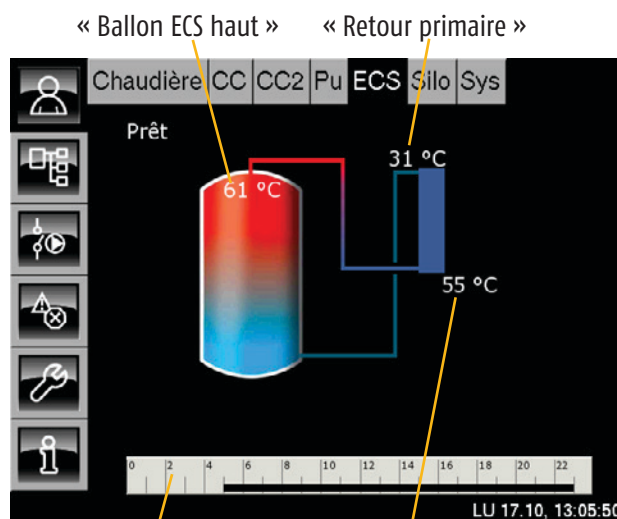 « Ballon ECS haut » « Retour primaire »
Chaudière CC CC2 Pu ECS Silo Sys
Prêt
31 °C
61 °C
55 °C
0 2 4 6 8 10 12 14 16 18 20 22
LU 17.10, 13:05:50